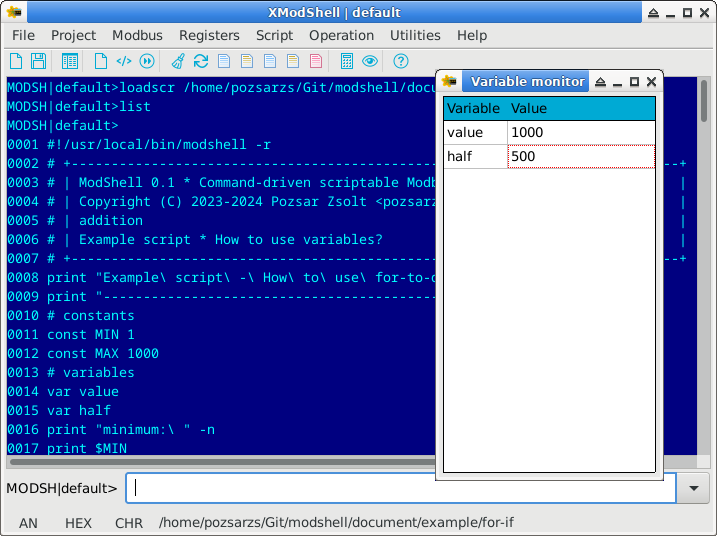 XModShell | default
File Project Modbus Registers Script Operation Utilities Help
MODSH|default>loadscr /home/pozsarzs/Git/modshell/docu
MODSH|default>list
MODSH|default>
0001 #!/usr/local/bin/modshell -r
0002 # +----------------------------------------------
0003 # | ModShell 0.1 * Command-driven scriptable Modb
0004 # | Copyright (C) 2023-2024 Pozsar Zsolt <pozsarz
0005 # | addition
0006 # | Example script * How to use variables?
0007 # +----------------------------------------------
0008 print "Example\ script\ -\ How\ to\ use\ for-to-d
0009 print "------------------------------------------
0010 # constants
0011 const MIN 1
0012 const MAX 1000
0013 # variables
0014 var value
0015 var half
0016 print "minimum:\ " -n
0017 print $MIN
Variable monitor
Variable Value
value 1000
half 500
MODSH|default>
AN HEX CHR /home/pozsarzs/Git/modshell/document/example/for-if